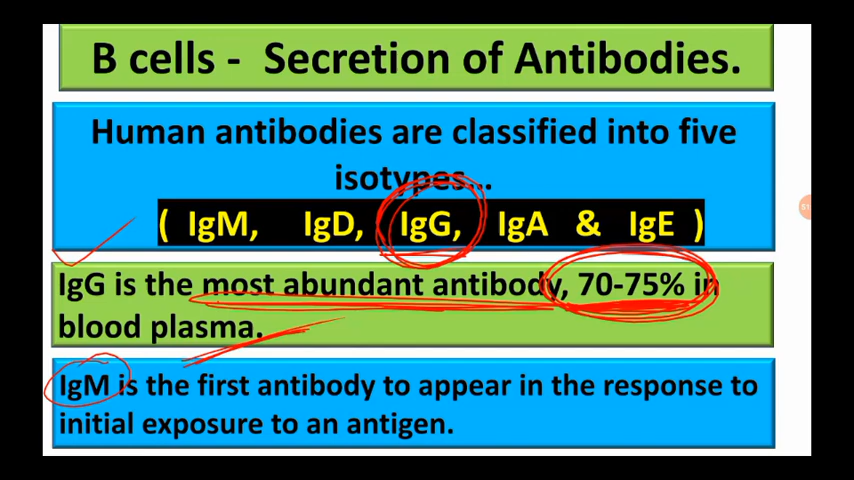 B cells - Secretion of Antibodies.
Human antibodies are classified into five
isotypes...
( IgM, IgD, IgG, IgA & IgE )
IgG is the most abundant antibody, 70-75% in
blood plasma.
IgM is the first antibody to appear in the response to
initial exposure to an antigen.